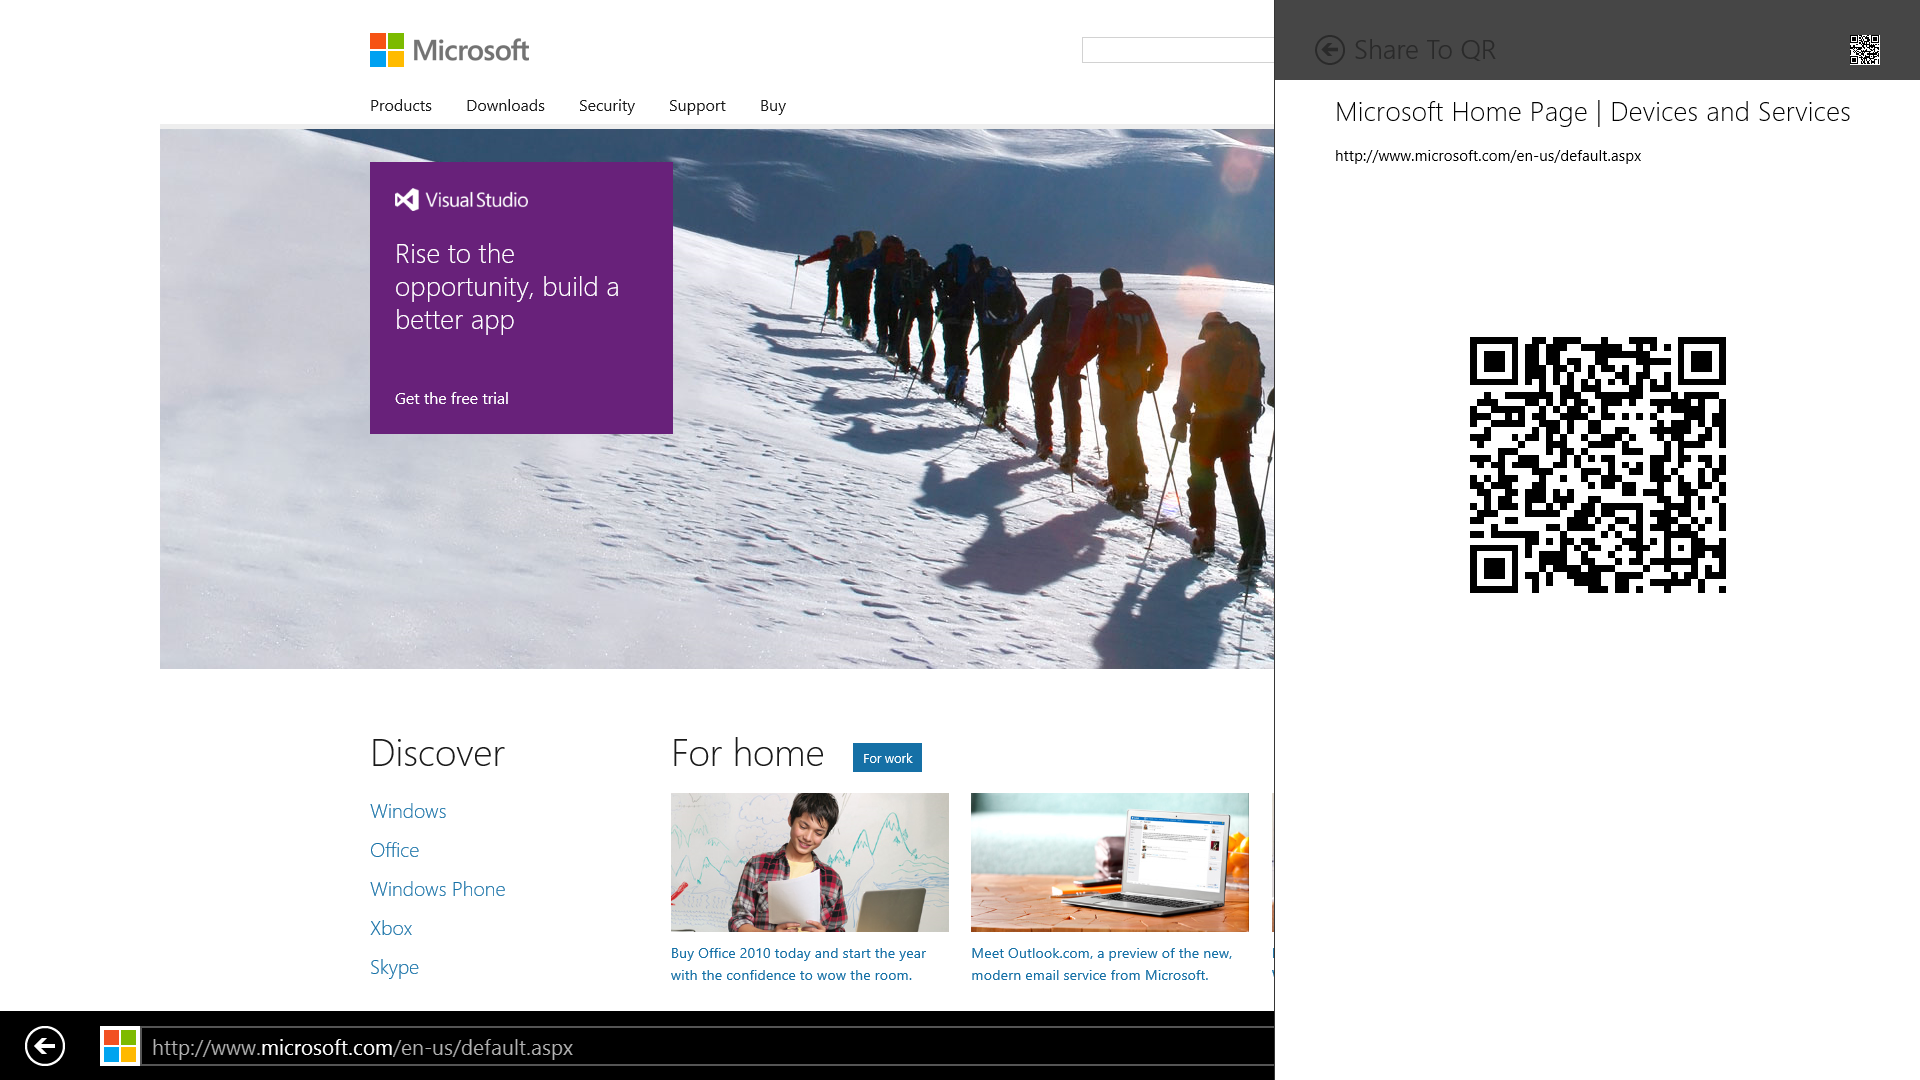 Microsoft
Products Downloads Security Support Buy
Visual Studio
Rise to the
opportunity, build a
better app
Get the free trial
Discover
Windows
Office
Windows Phone
Xbox
Skype
For home
For work
Buy Office 2010 today and start the year
with the confidence to wow the room.
Meet Outlook.com, a preview of the new,
modern email service from Microsoft.
http://www.microsoft.com/en-us/default.aspx
Share To QR
Microsoft Home Page | Devices and Services
http://www.microsoft.com/en-us/default.aspx